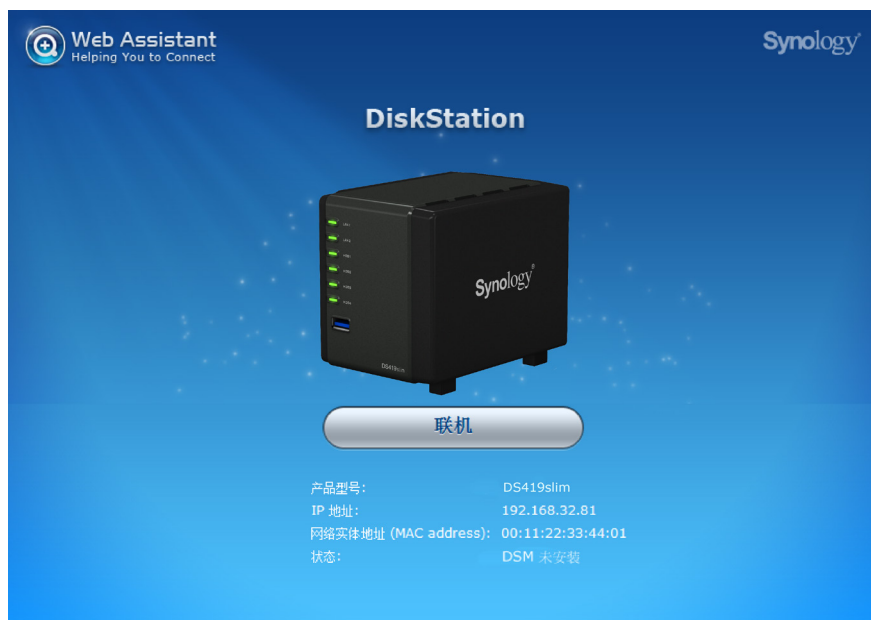 Web Assistant
Helping You to Connect
Synology
DiskStation
Synology
DS419slim
联机
产品型号: DS419slim
IP 地址: 192.168.32.81
网络实体地址 (MAC address): 00:11:22:33:44:01
状态: DSM 未安裝